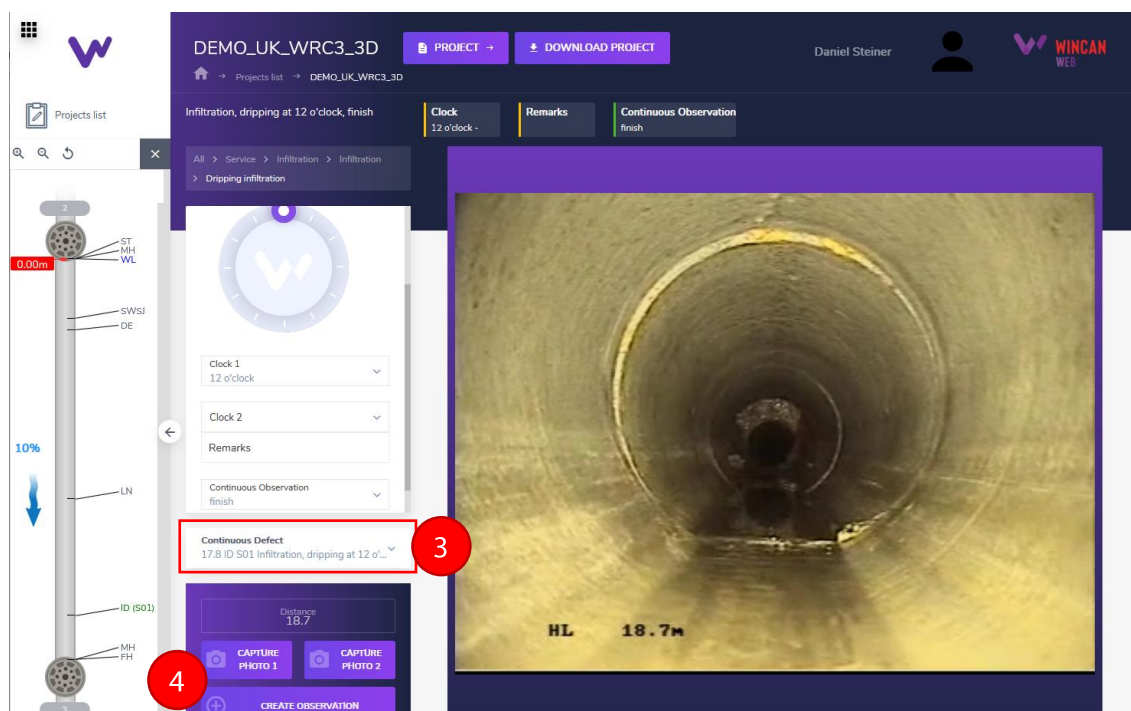 DEMO_UK_WRC3_3D
PROJECT →
DOWNLOAD PROJECT
Daniel Steiner
WINCAN
WEB
→ Projects list → DEMO_UK_WRC3_3D
Projects list
Infiltration, dripping at 12 o'clock, finish
Clock
12 o'clock -
Remarks
Continuous Observation
finish
All > Service > Infiltration > Infiltration
> Dripping infiltration
2
ST
MH
WL
0.00m
SWSJ
DE
10%
LN
ID (S01)
MH
FH
3
Clock 1
12 o'clock
Clock 2
Remarks
Continuous Observation
finish
Continuous Defect
17.8 ID S01 Infiltration, dripping at 12 o'...
3
Distance
18.7
CAPTURE
PHOTO 1
CAPTURE
PHOTO 2
4
CREATE OBSERVATION
HL 18.7m